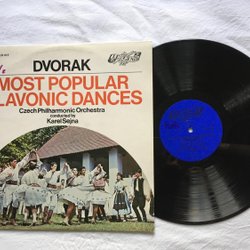 DVORAK
MOST POPULAR
LAVONIC DANCES
Czech Philharmonic Orchestra
conducted by
Karel Sejna